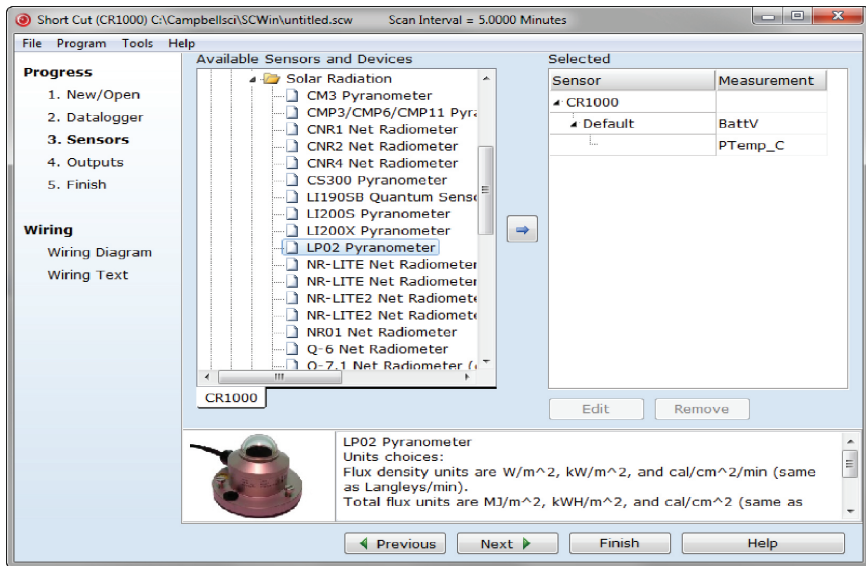 Short Cut (CR1000) C:\Campbellsci\SCWin\untitled.scw Scan Interval = 5.0000 Minutes
File Program Tools Help
Progress
1. New/Open
2. Datalogger
3. Sensors
4. Outputs
5. Finish
Wiring
Wiring Diagram
Wiring Text
Available Sensors and Devices
Solar Radiation
CM3 Pyranometer
CMP3/CMP6/CMP11 Pyra
CNR1 Net Radiometer
CNR2 Net Radiometer
CNR4 Net Radiometer
CS300 Pyranometer
LI190SB Quantum Sens
LI200S Pyranometer
LI200X Pyranometer
LP02 Pyranometer
NR-LITE Net Radiometer
NR-LITE Net Radiometer
NR-LITE2 Net Radiomete
NR-LITE2 Net Radiomete
NR01 Net Radiometer
Q-6 Net Radiometer
Q-7.1 Net Radiometer (
CR1000
Selected
Sensor Measurement
CR1000
Default BattV
PTemp_C
Edit Remove
LP02 Pyranometer
Units choices:
Flux density units are W/m^2, kW/m^2, and cal/cm^2/min (same
as Langleys/min).
Total flux units are MJ/m^2, kWH/m^2, and cal/cm^2 (same as
Previous Next Finish Help